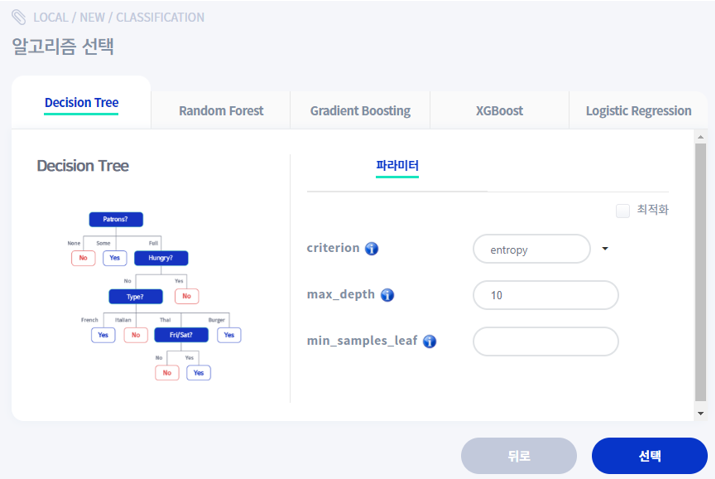 LOCAL / NEW / CLASSIFICATION
알고리즘 선택
Decision Tree
Random Forest
Gradient Boosting
XGBoost
Logistic Regression
Decision Tree
Patrons?
None Some Full
No Yes Hungry?
No Yes
Type? No
French Italian Thai Burger
Yes No Fri/Sat? Yes
No Yes
No Yes
파라미터
최적화
criterion
entropy
max_depth
10
min_samples_leaf
뒤로
선택